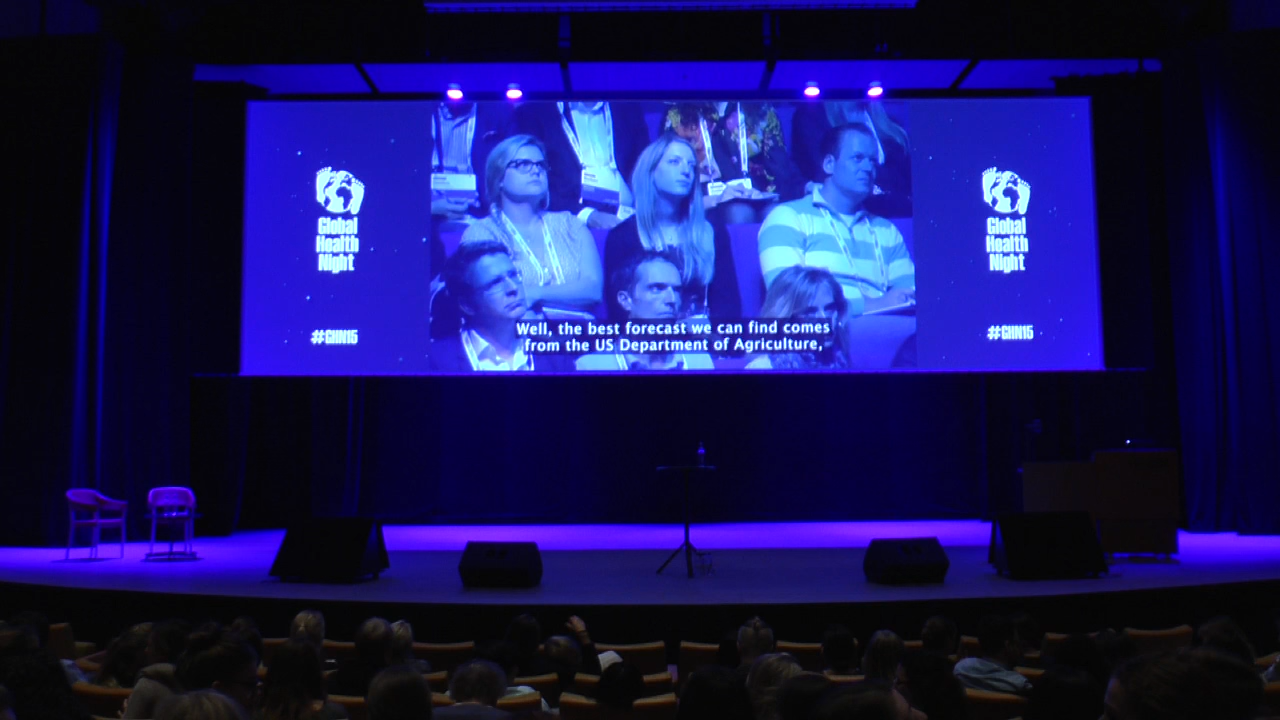 Global
Health
Night
#GHN15
Well, the best forecast we can find comes
from the US Department of Agriculture,
Global
Health
Night
#GHN15